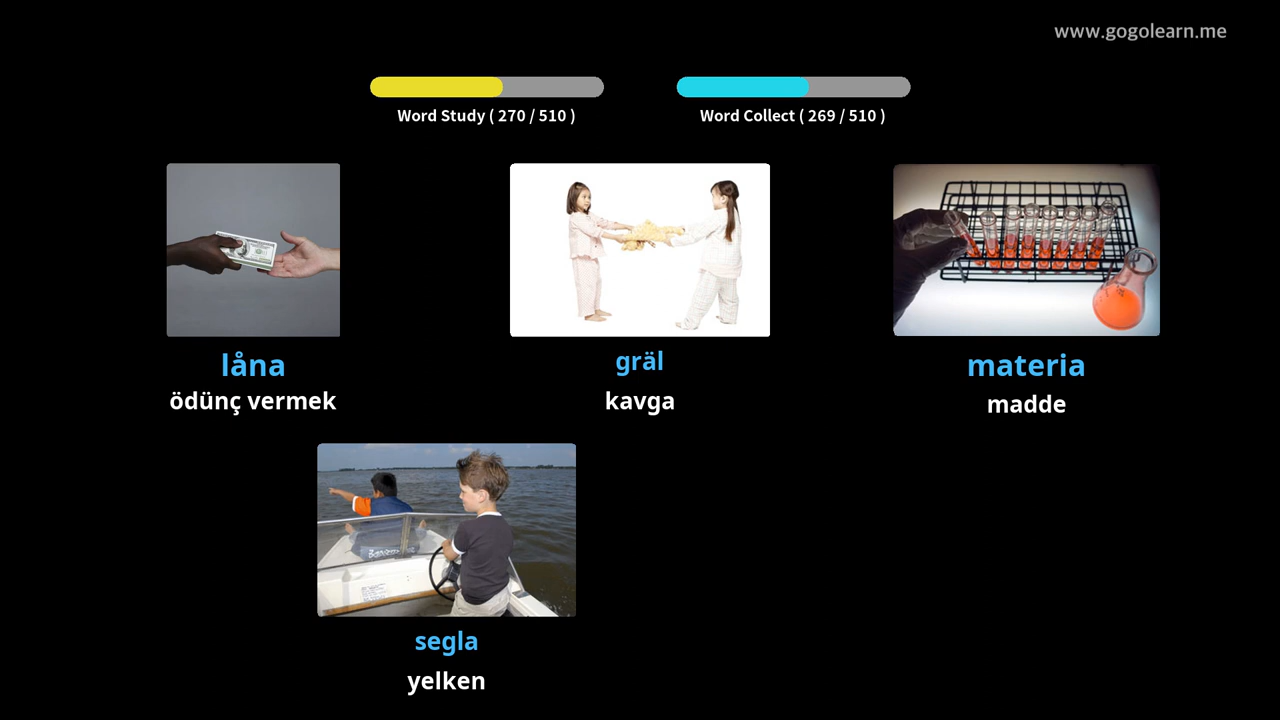 www.gogolearn.me
Word Study ( 270 / 510 )
Word Collect ( 269 / 510 )
låna
ödünç vermek
gräl
kavga
materia
madde
segla
yelken